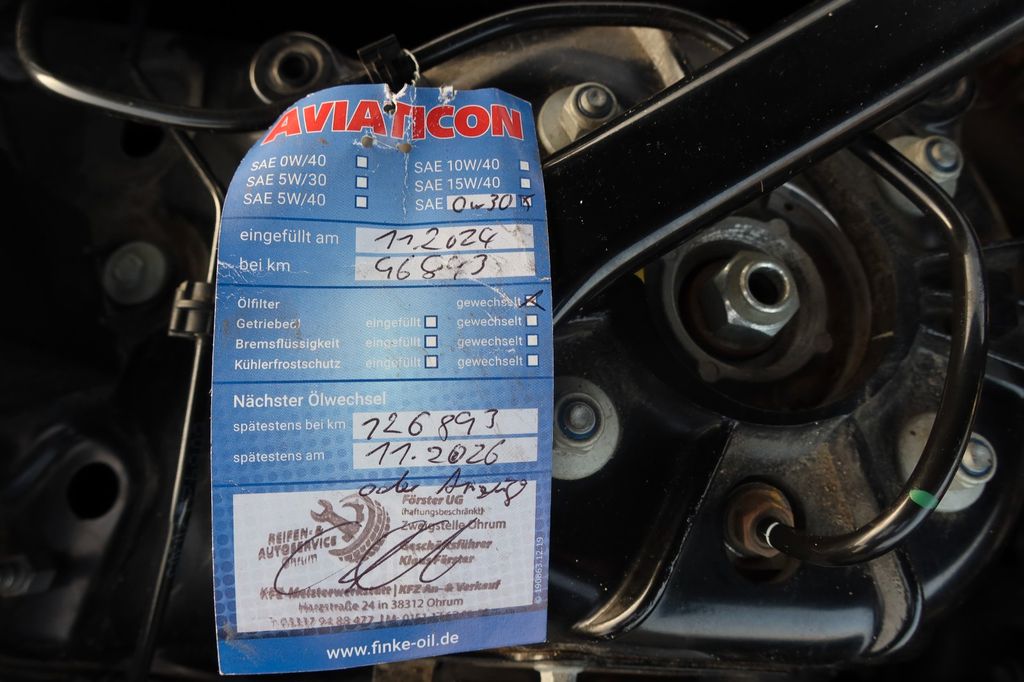 AVIATICON
SAE 0W/40 SAE 10W/40
SAE 5W/30 SAE 15W/40
SAE 5W/40 SAE 0w30
eingefüllt am 11.2024
bei km 96893
Ölfilter gewechselt
Getriebeöl eingefüllt gewechselt
Bremsflüssigkeit eingefüllt gewechselt
Kühlerfrostschutz eingefüllt gewechselt
Nächster Ölwechsel
spätestens bei km 126893
spätestens am 11.2026
oder Anzeige
Förster UG
(haftungsbeschränkt)
Zweigstelle Ohrum
REIFEN- &
AUTOSERVICE
OHRUM
Geschäftsführer
Klaus Förster
KFZ Meisterwerkstatt | KFZ An- & Verkauf
Harzstraße 24 in 38312 Ohrum
www.finke-oil.de
© 190863.12.19